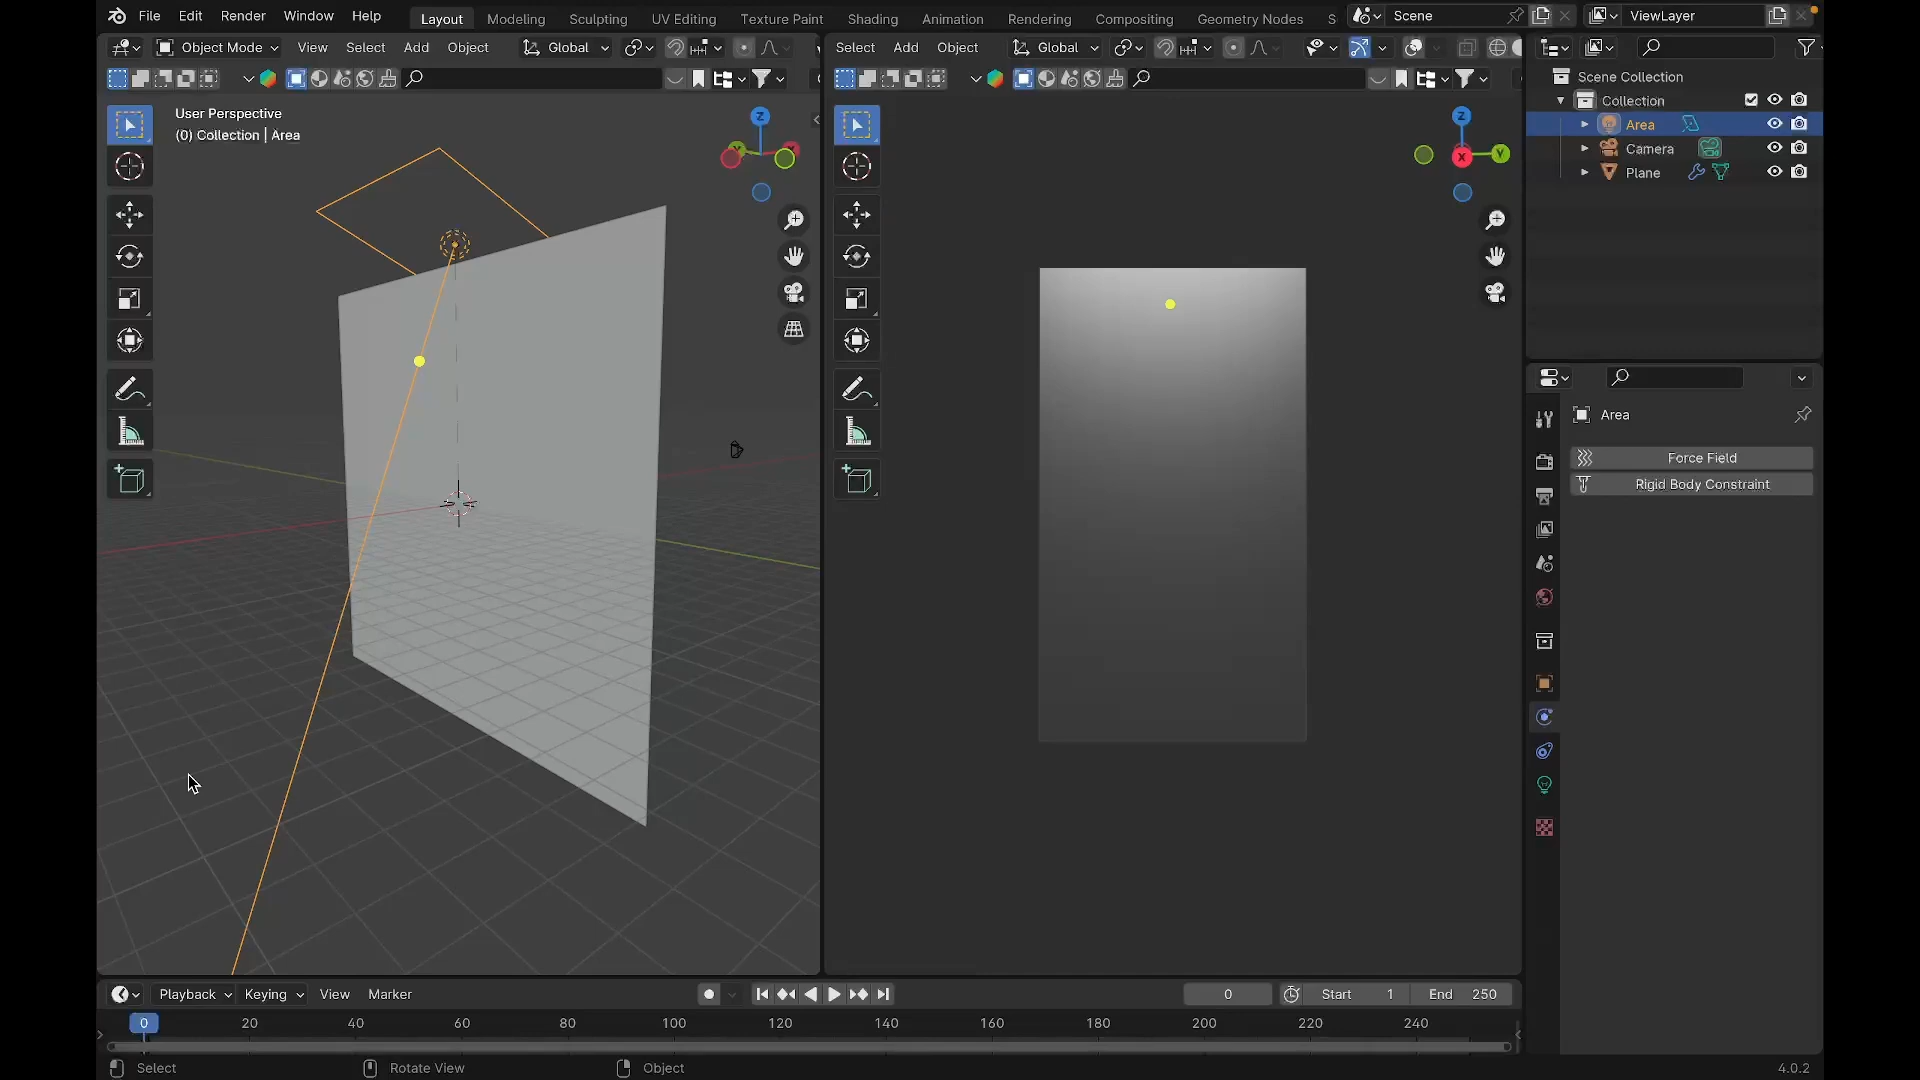 File Edit Render Window Help Layout Modeling Sculpting UV Editing Texture Paint Shading Animation Rendering Compositing Geometry Nodes S Scene ViewLayer
Object Mode View Select Add Object Global Select Add Object Global
User Perspective
(0) Collection | Area
Z
Z
X
Y
Scene Collection
Collection
Area
Camera
Plane
Area
Force Field
Rigid Body Constraint
Playback Keying View Marker 0 Start 1 End 250
0 20 40 60 80 100 120 140 160 180 200 220 240
Select Rotate View Object 4.0.2